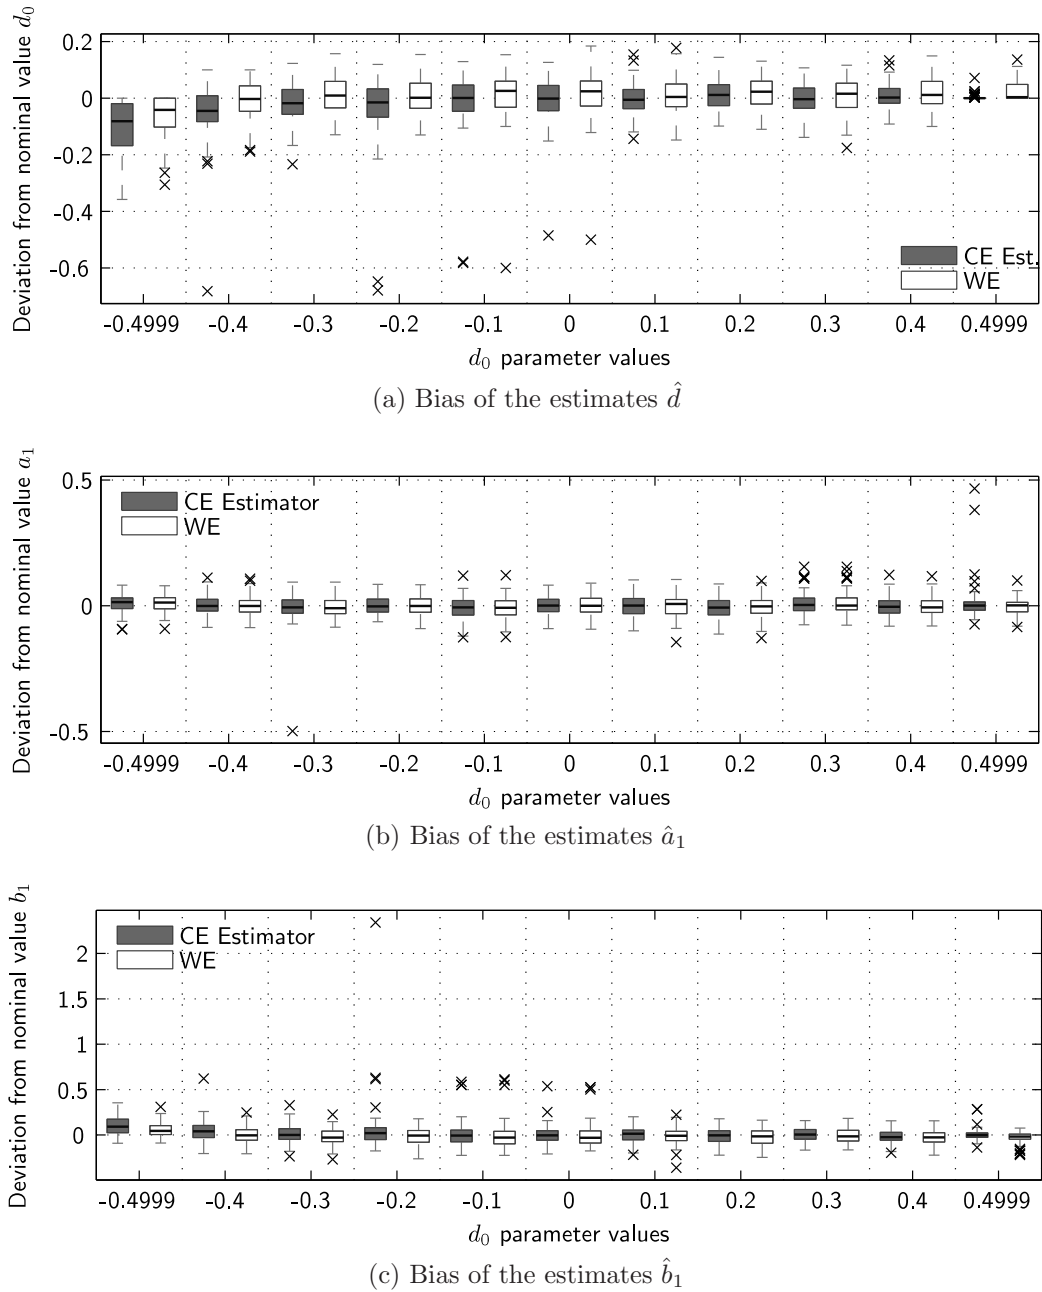 Deviation from nominal value d₀
0.2
0
-0.2
-0.4
-0.6
CE Est.
WE
-0.4999 -0.4 -0.3 -0.2 -0.1 0 0.1 0.2 0.3 0.4 0.4999
d₀ parameter values
(a) Bias of the estimates d̂
Deviation from nominal value a₁
0.5
0
-0.5
CE Estimator
WE
-0.4999 -0.4 -0.3 -0.2 -0.1 0 0.1 0.2 0.3 0.4 0.4999
d₀ parameter values
(b) Bias of the estimates â₁
Deviation from nominal value b₁
2
1.5
1
0.5
0
CE Estimator
WE
-0.4999 -0.4 -0.3 -0.2 -0.1 0 0.1 0.2 0.3 0.4 0.4999
d₀ parameter values
(c) Bias of the estimates b̂₁